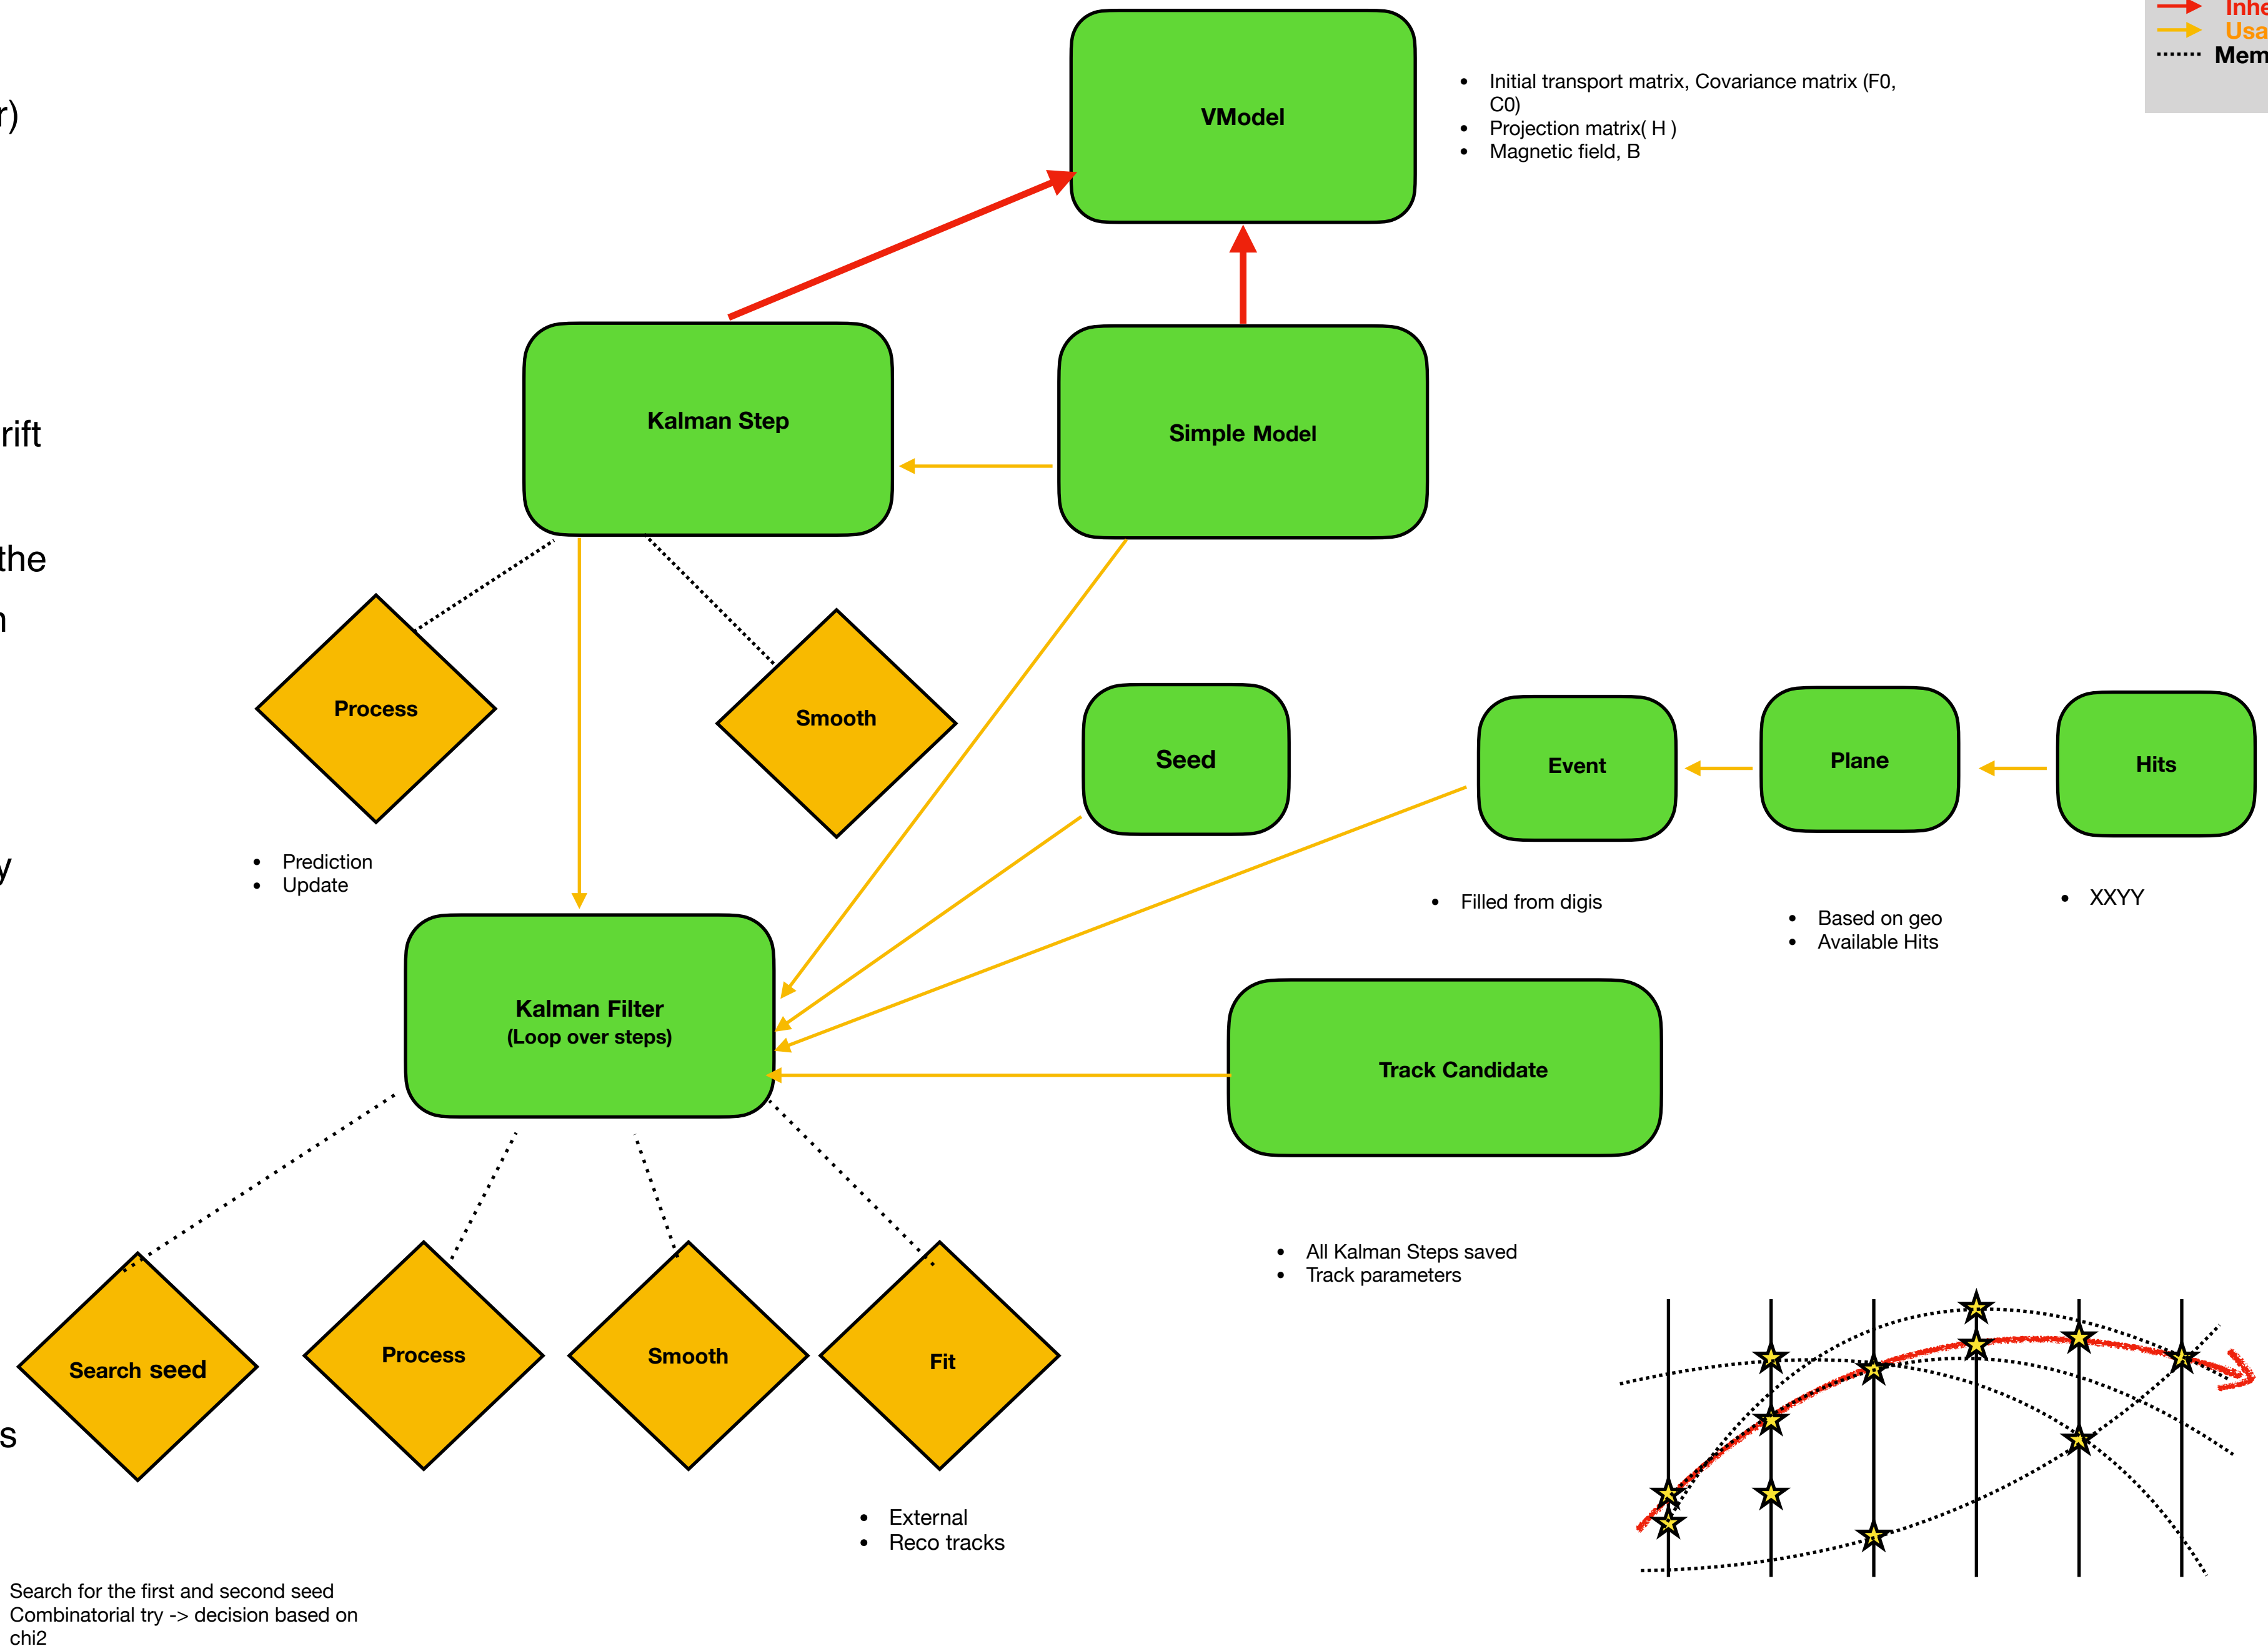 Inhe
Usa
Mem
r)
VModel
• Initial transport matrix, Covariance matrix (F0,
C0)
• Projection matrix( H )
• Magnetic field, B
Kalman Step
Simple Model
rift
the
n
Process
Smooth
Seed
Event
Plane
Hits
• Prediction
• Update
y
• Filled from digis
• Based on geo
• Available Hits
• XXYY
Kalman Filter
(Loop over steps)
Track Candidate
• All Kalman Steps saved
• Track parameters
Search seed
Process
Smooth
Fit
s
• External
• Reco tracks
Search for the first and second seed
Combinatorial try -> decision based on
chi2